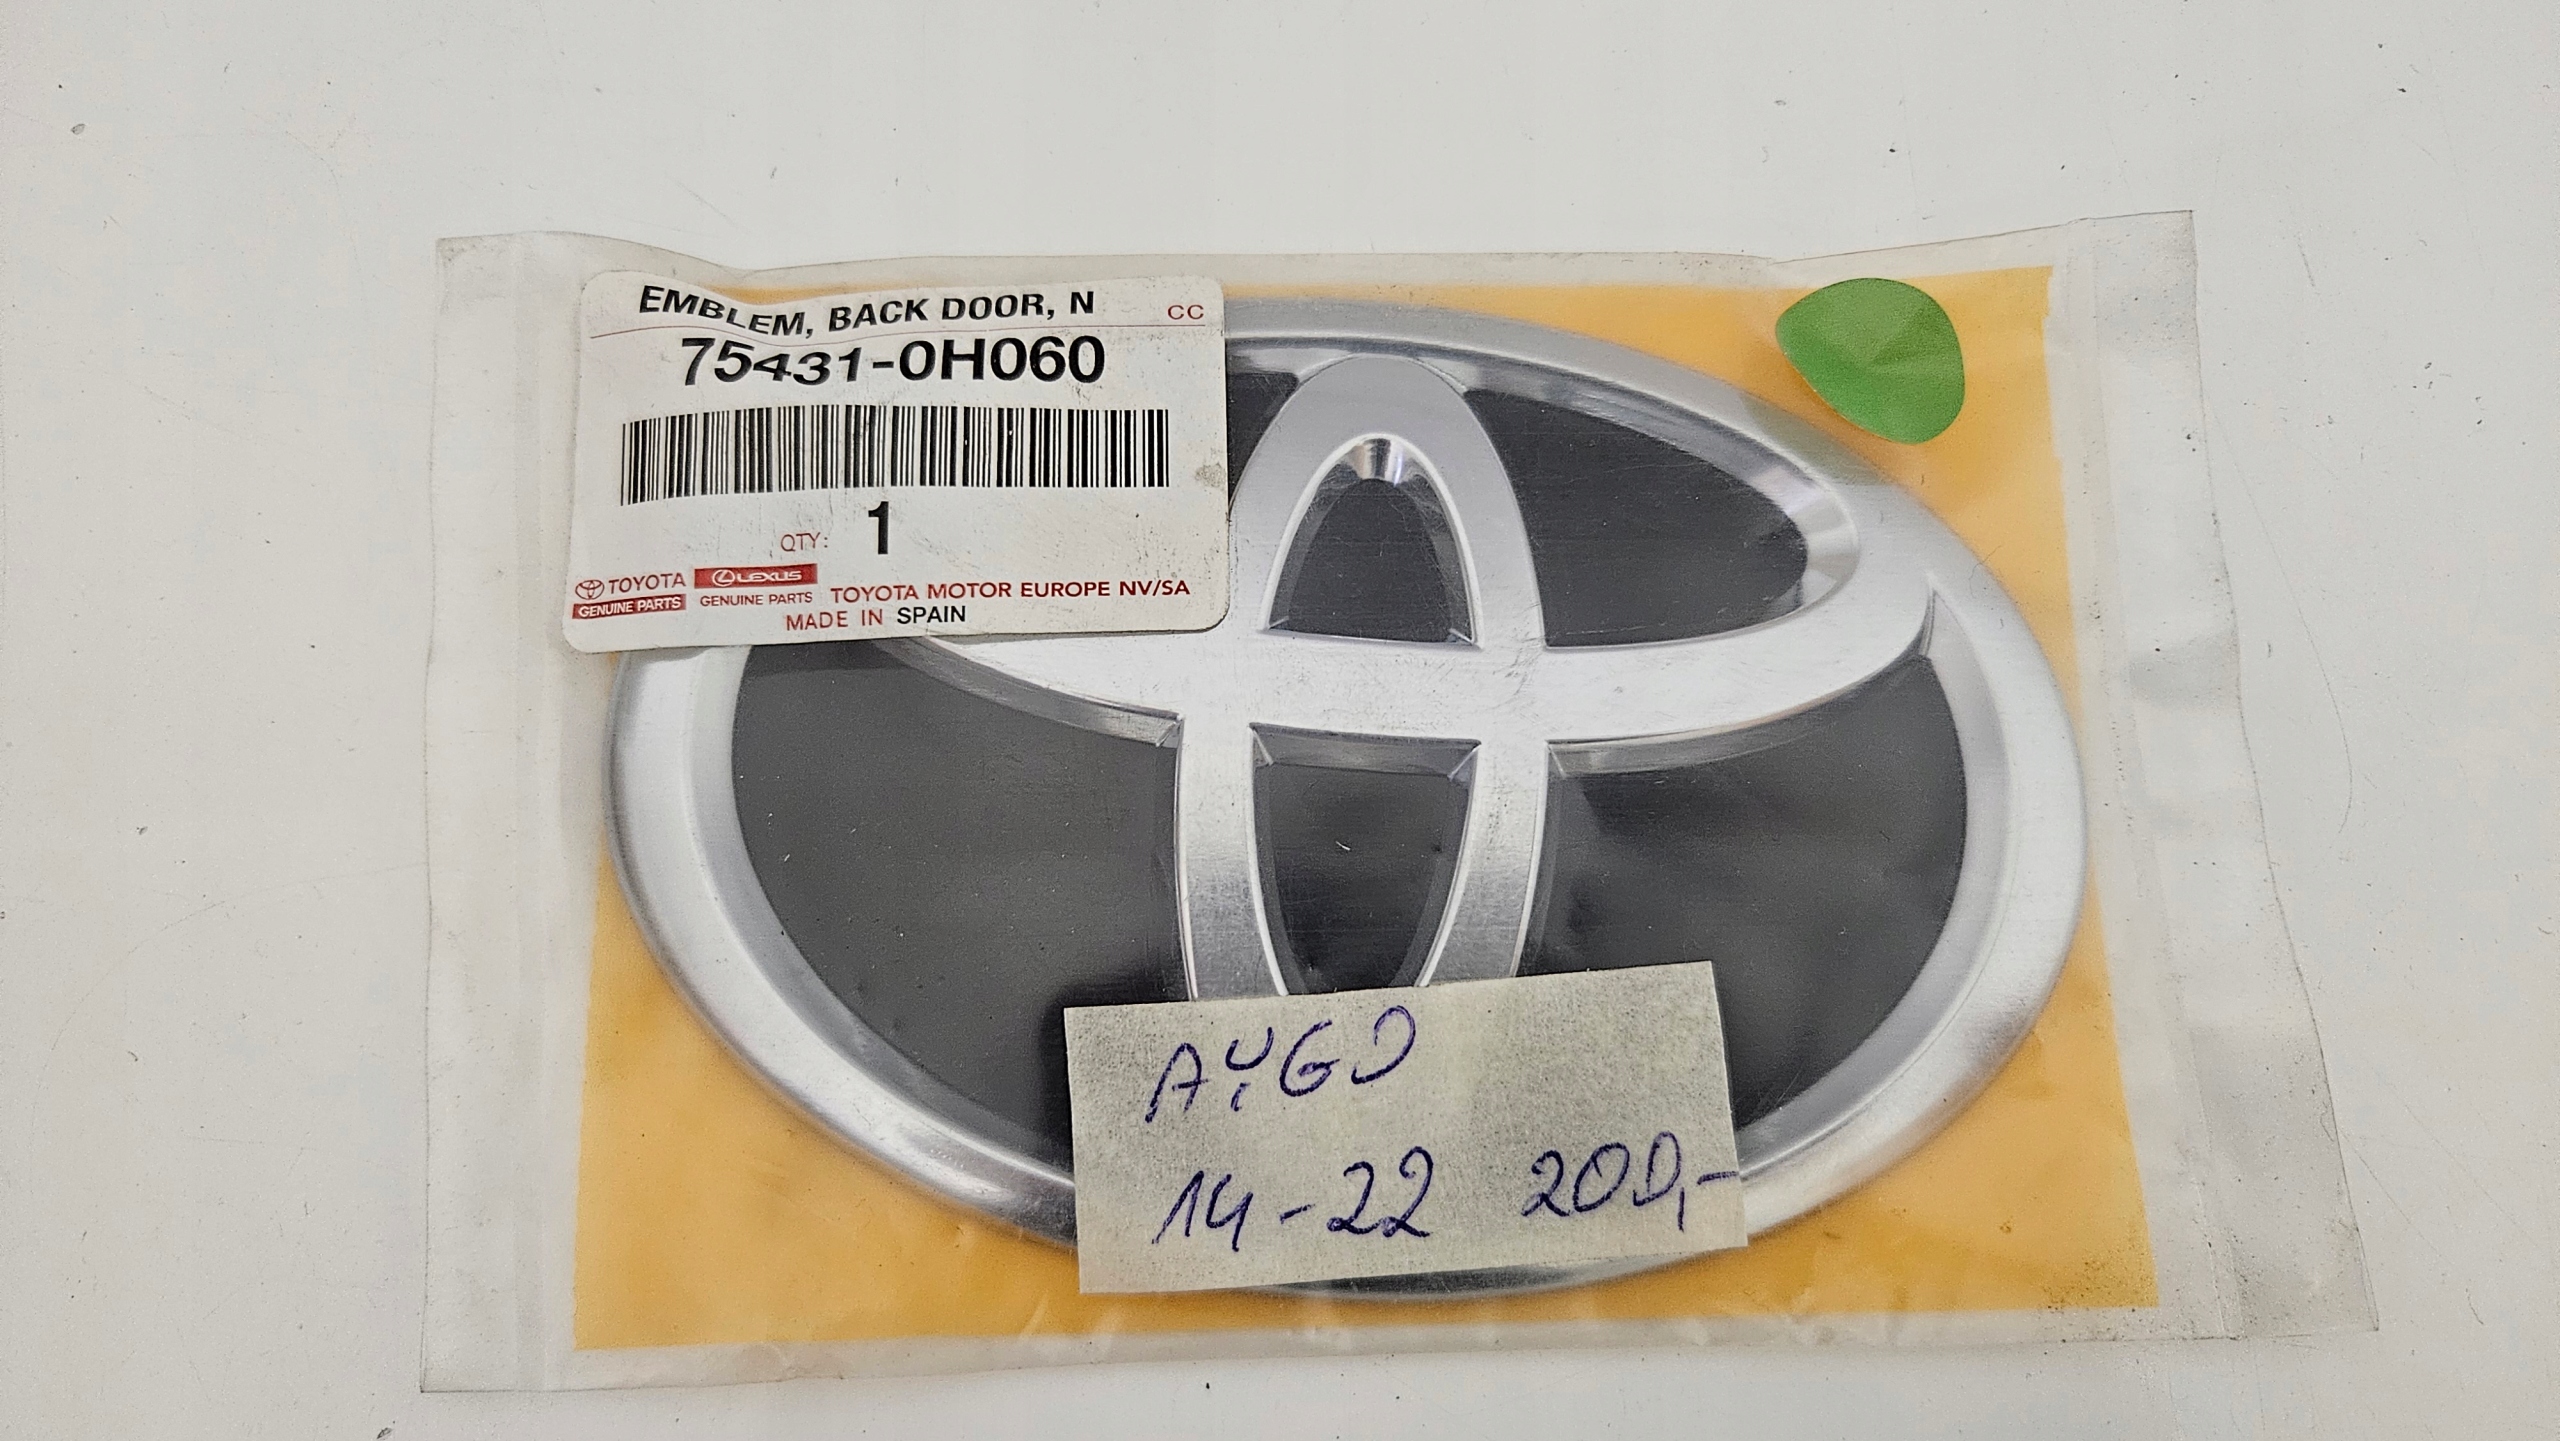 EMBLEM, BACK DOOR, N CC
75431-0H060
QTY: 1
TOYOTA
GENUINE PARTS
LEXUS
GENUINE PARTS
TOYOTA MOTOR EUROPE NV/SA
MADE IN SPAIN
AYGO
14-22 200,-